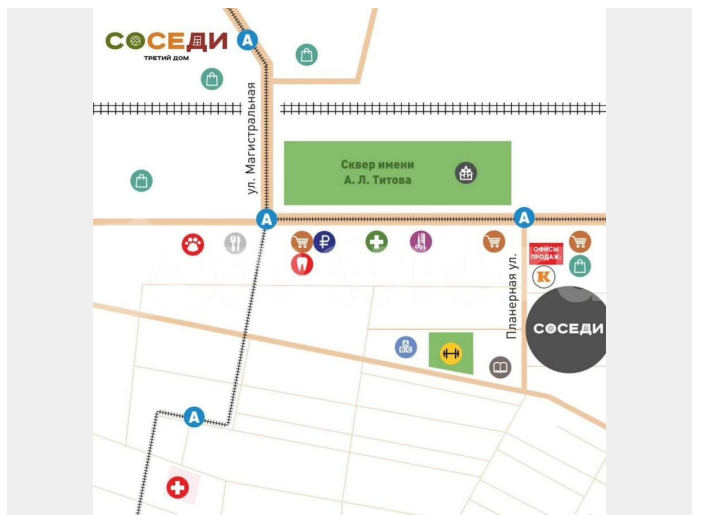 СОСЕДИ
ТРЕТИЙ ДОМ
А
ул. Магистральная
Сквер имени
А. Л. Титова
А
А
₽
ОФИСЫ
ПРОДАЖ:
К
Планерная ул.
СОСЕДИ
А